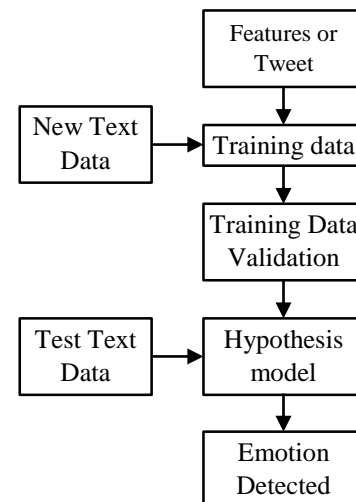 Features or
Tweet
New Text
Data
Training data
Training Data
Validation
Test Text
Data
Hypothesis
model
Emotion
Detected